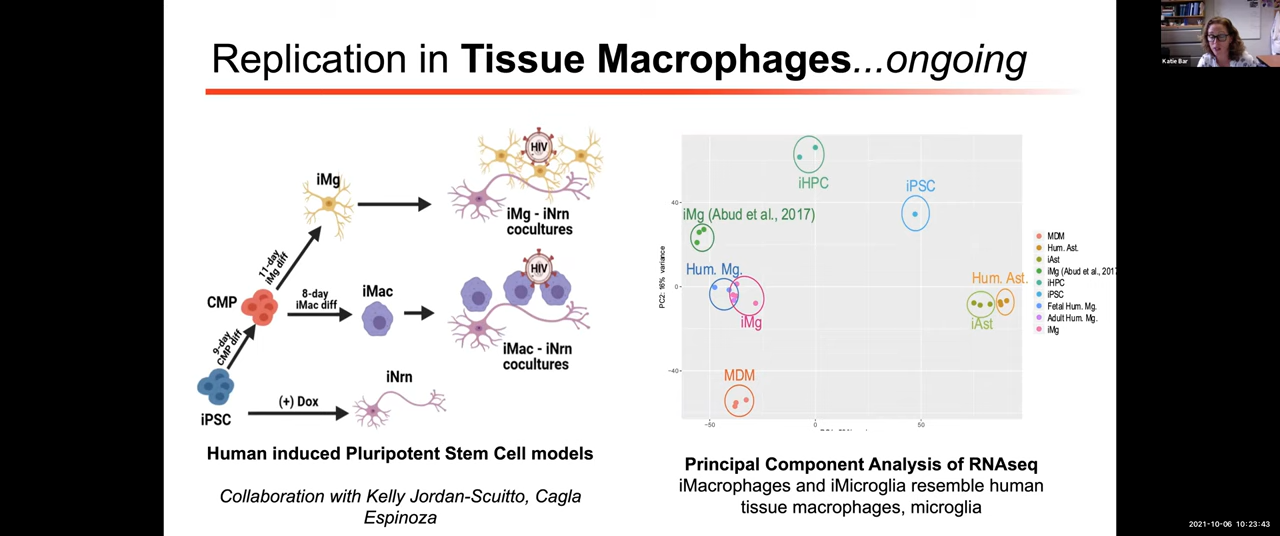 Replication in Tissue Macrophages...ongoing
Katie Bar
HIV
iMg
iMg - iNrn
cocultures
11-day
iMg diff
CMP
8-day
iMac diff
iMac
HIV
iMac - iNrn
cocultures
9-day
CMP diff
iPSC
(+) Dox
iNrn
Human induced Pluripotent Stem Cell models
Collaboration with Kelly Jordan-Scuitto, Cagla
Espinoza
iHPC
iPSC
iMg (Abud et al., 2017)
Hum. Mg.
iMg
Hum. Ast.
iAst
MDM
PC2: 16% variance
40
0
−40
−50
0
50
MDM
Hum. Ast.
iAst
iMg (Abud et al., 2017
iHPC
iPSC
Fetal Hum. Mg.
Adult Hum. Mg.
iMg
Principal Component Analysis of RNAseq
iMacrophages and iMicroglia resemble human
tissue macrophages, microglia
2021-10-06 10:23:43